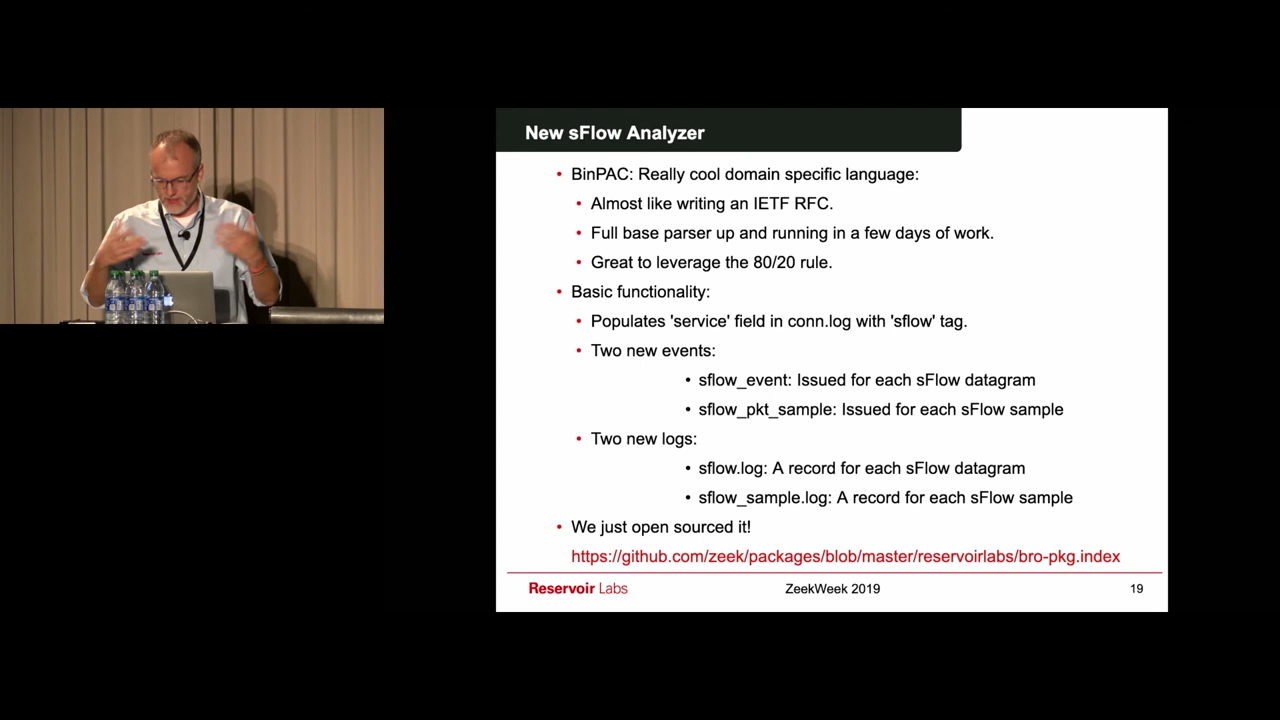 New sFlow Analyzer
• BinPAC: Really cool domain specific language:
• Almost like writing an IETF RFC.
• Full base parser up and running in a few days of work.
• Great to leverage the 80/20 rule.
• Basic functionality:
• Populates 'service' field in conn.log with 'sflow' tag.
• Two new events:
• sflow_event: Issued for each sFlow datagram
• sflow_pkt_sample: Issued for each sFlow sample
• Two new logs:
• sflow.log: A record for each sFlow datagram
• sflow_sample.log: A record for each sFlow sample
• We just open sourced it!
https://github.com/zeek/packages/blob/master/reservoirlabs/bro-pkg.index
Reservoir Labs ZeekWeek 2019 19